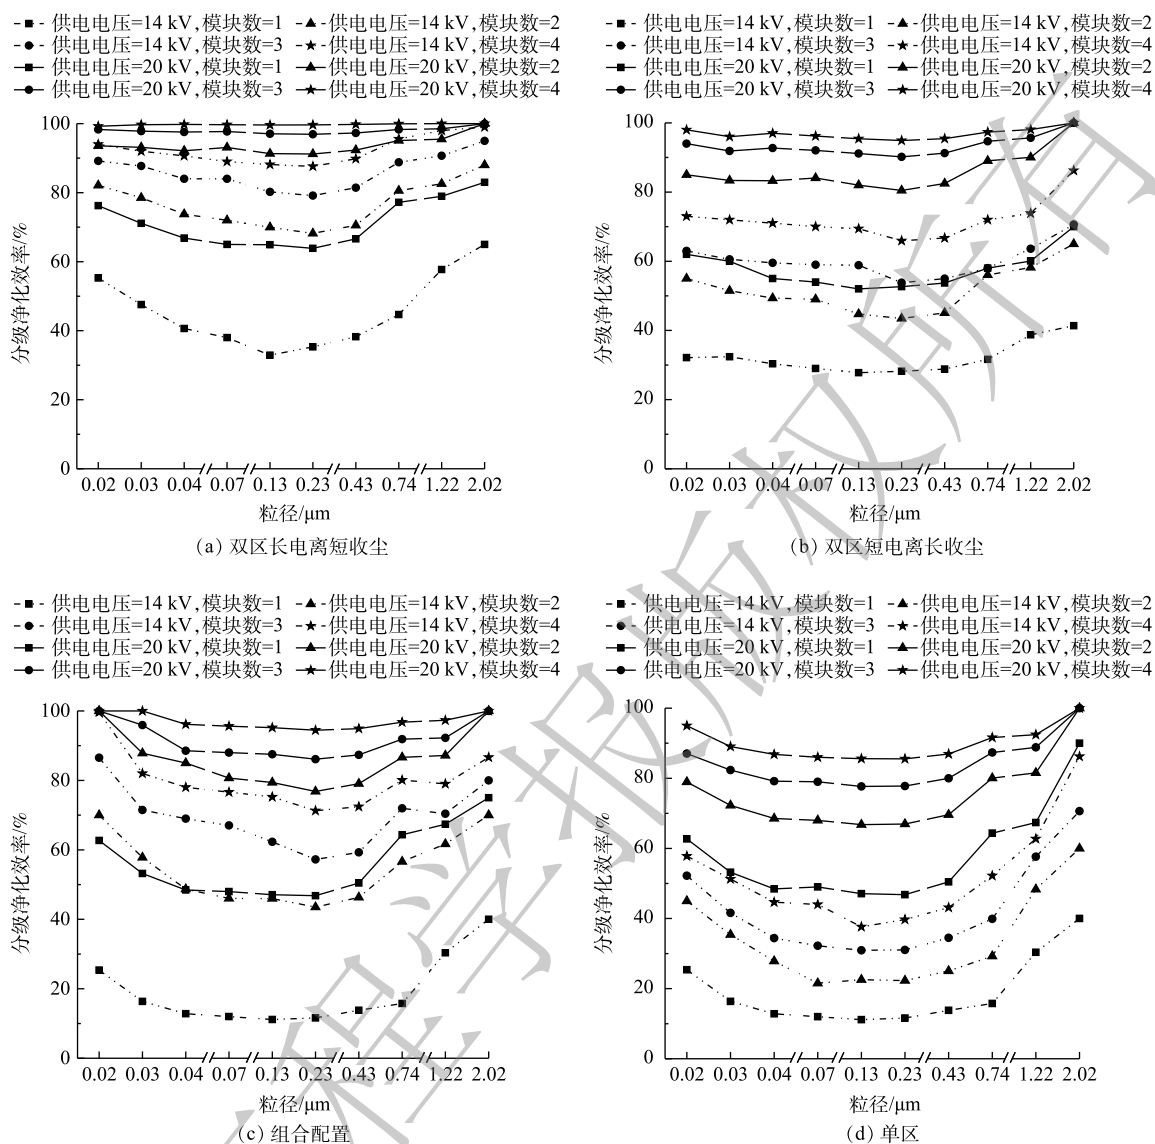 供电电压=14 kV,模块数=1 供电电压=14 kV,模块数=2
供电电压=14 kV,模块数=3 供电电压=14 kV,模块数=4
供电电压=20 kV,模块数=1 供电电压=20 kV,模块数=2
供电电压=20 kV,模块数=3 供电电压=20 kV,模块数=4
100
80
60
40
20
0
分级净化效率/%
0.02 0.03 0.04 0.07 0.13 0.23 0.43 0.74 1.22 2.02
粒径/μm
(a) 双区长电离短收尘
供电电压=14 kV,模块数=1 供电电压=14 kV,模块数=2
供电电压=14 kV,模块数=3 供电电压=14 kV,模块数=4
供电电压=20 kV,模块数=1 供电电压=20 kV,模块数=2
供电电压=20 kV,模块数=3 供电电压=20 kV,模块数=4
100
80
60
40
20
0
分级净化效率/%
0.02 0.03 0.04 0.07 0.13 0.23 0.43 0.74 1.22 2.02
粒径/μm
(b) 双区短电离长收尘
供电电压=14 kV,模块数=1 供电电压=14 kV,模块数=2
供电电压=14 kV,模块数=3 供电电压=14 kV,模块数=4
供电电压=20 kV,模块数=1 供电电压=20 kV,模块数=2
供电电压=20 kV,模块数=3 供电电压=20 kV,模块数=4
100
80
60
40
20
0
分级净化效率/%
0.02 0.03 0.04 0.07 0.13 0.23 0.43 0.74 1.22 2.02
粒径/μm
(c) 组合配置
供电电压=14 kV,模块数=1 供电电压=14 kV,模块数=2
供电电压=14 kV,模块数=3 供电电压=14 kV,模块数=4
供电电压=20 kV,模块数=1 供电电压=20 kV,模块数=2
供电电压=20 kV,模块数=3 供电电压=20 kV,模块数=4
100
80
60
40
20
0
分级净化效率/%
0.02 0.03 0.04 0.07 0.13 0.23 0.43 0.74 1.22 2.02
粒径/μm
(d) 单区
程学报版权所有